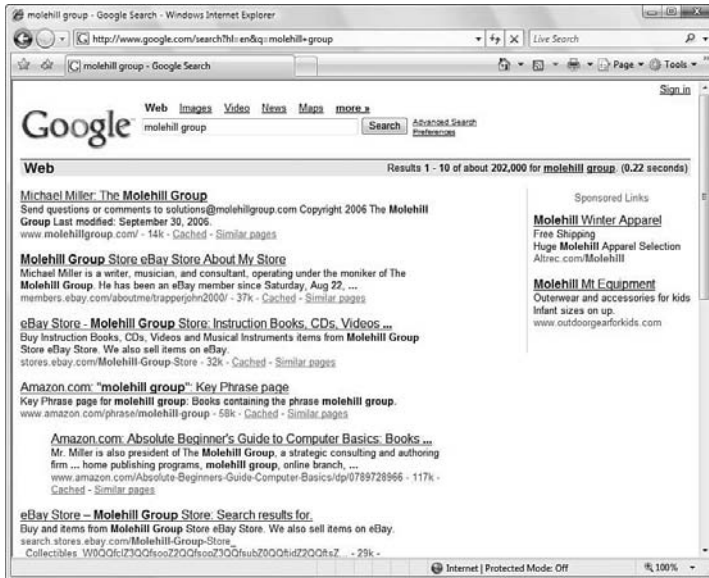 molehill group - Google Search - Windows Internet Explorer
http://www.google.com/search?hl=en&q=molehill+group
Live Search
molehill group - Google Search
Page
Tools
Sign in
Google
Web Images Video News Maps more »
molehill group
Search
Advanced Search
Preferences
Web
Results 1 - 10 of about 202,000 for molehill group. (0.22 seconds)
Michael Miller: The Molehill Group
Send questions or comments to solutions@molehillgroup.com Copyright 2006 The Molehill
Group Last modified: September 30, 2006.
www.molehillgroup.com/ - 14k - Cached - Similar pages
Molehill Group Store eBay Store About My Store
Michael Miller is a writer, musician, and consultant, operating under the moniker of The
Molehill Group. He has been an eBay member since Saturday, Aug 22, ...
members.ebay.com/aboutme/trapperjohn2000/ - 37k - Cached - Similar pages
eBay Store - Molehill Group Store: Instruction Books, CDs, Videos ...
Buy Instruction Books, CDs, Videos and Musical Instruments items from Molehill Group
Store eBay Store. We also sell items on eBay.
stores.ebay.com/Molehill-Group-Store - 32k - Cached - Similar pages
Amazon.com: "molehill group": Key Phrase page
Key Phrase page for molehill group: Books containing the phrase molehill group.
www.amazon.com/phrase/molehill-group - 58k - Cached - Similar pages
Amazon.com: Absolute Beginner's Guide to Computer Basics: Books ...
Mr. Miller is also president of The Molehill Group, a strategic consulting and authoring
firm ... home publishing programs, molehill group, online branch, ...
www.amazon.com/Absolute-Beginners-Guide-Computer-Basics/dp/0789728966 - 117k -
Cached - Similar pages
eBay Store – Molehill Group Store: Search results for.
Buy and items from Molehill Group Store eBay Store. We also sell items on eBay.
search.stores.ebay.com/Molehill-Group-Store_
- 29k -
Sponsored Links
Molehill Winter Apparel
Free Shipping
Huge Molehill Apparel Selection
Altrec.com/Molehill
Molehill Mt Equipment
Outerwear and accessories for kids
Infant sizes on up.
www.outdoorgearforkids.com
Internet | Protected Mode: Off
100%